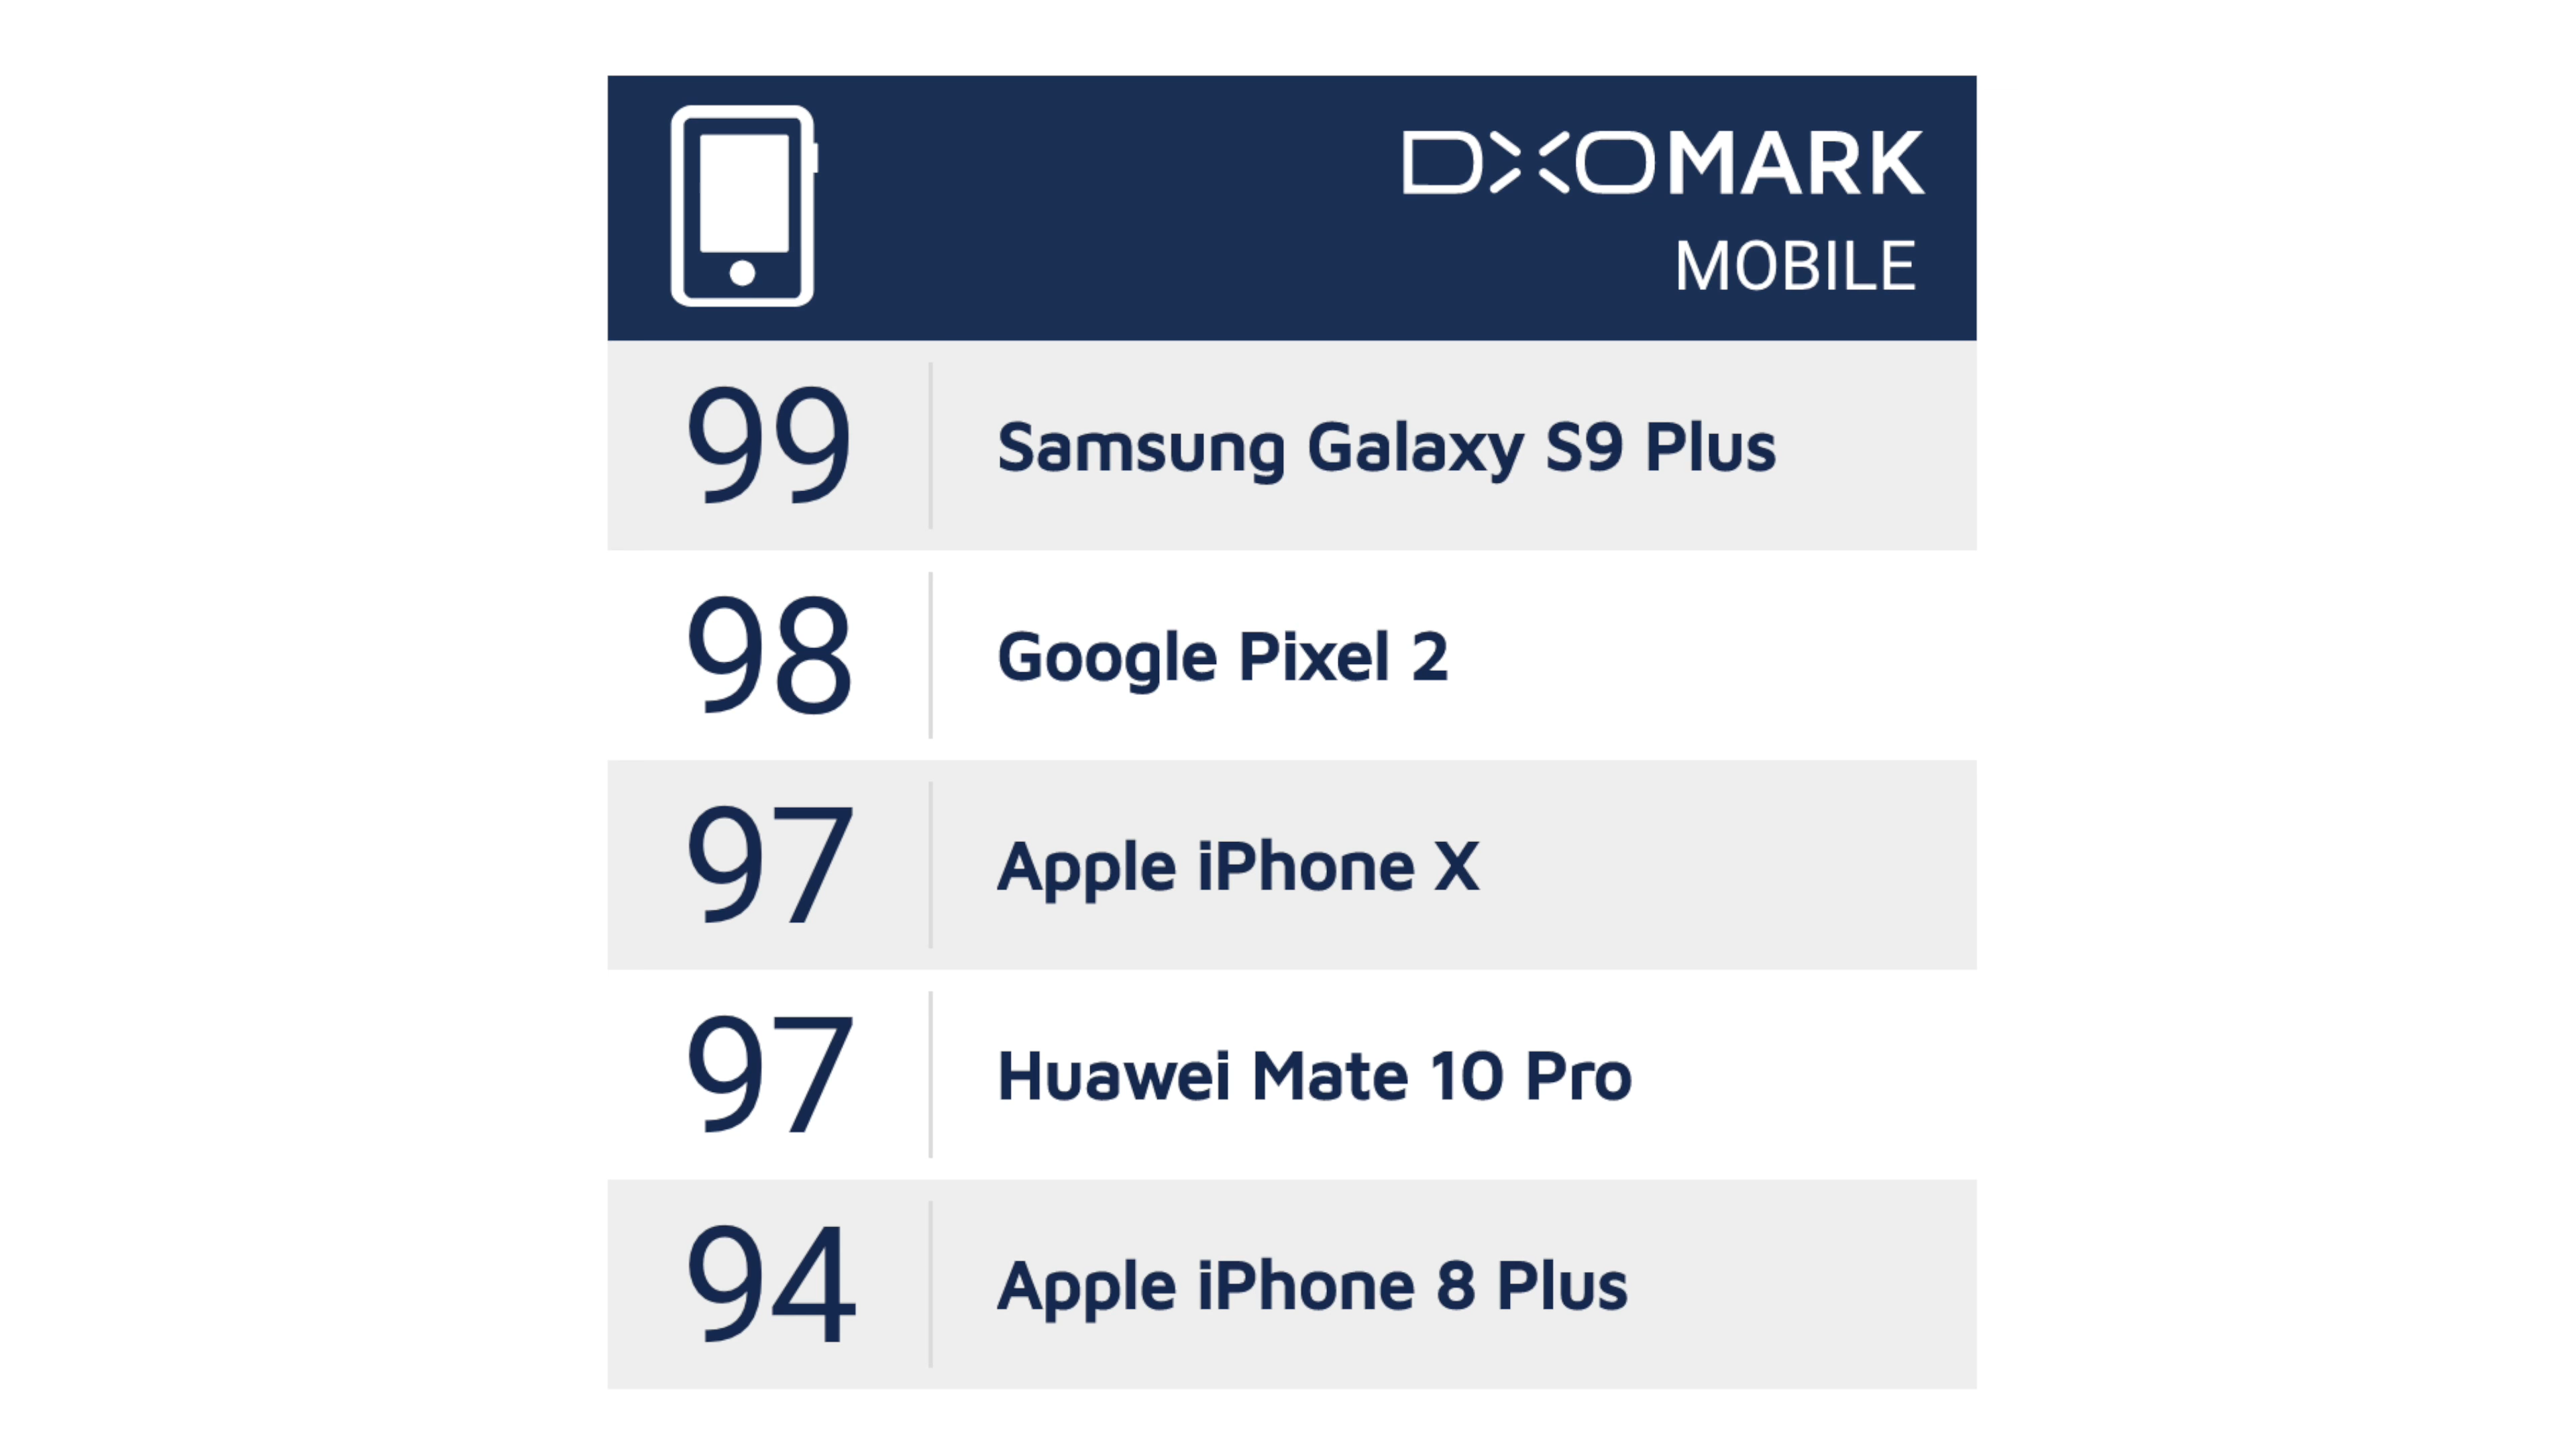 DXOMARK
MOBILE
99 Samsung Galaxy S9 Plus
98 Google Pixel 2
97 Apple iPhone X
97 Huawei Mate 10 Pro
94 Apple iPhone 8 Plus